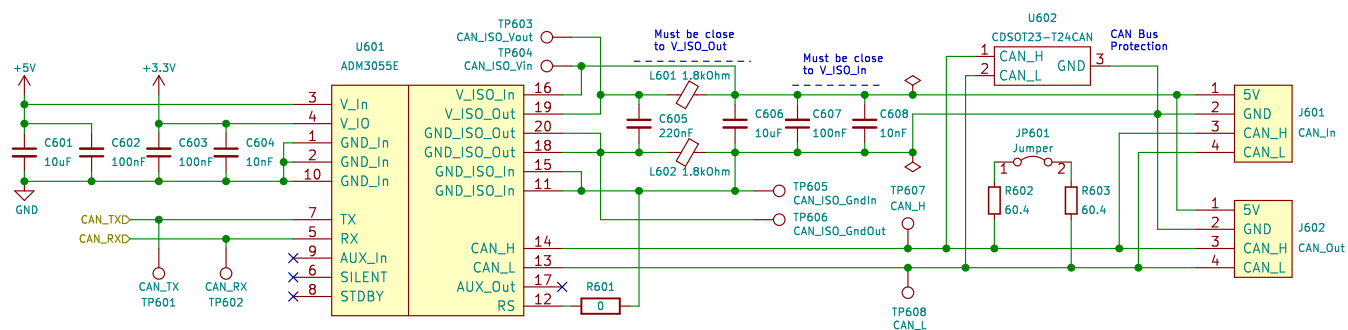 +5V
+3.3V
GND
C601
10uF
C602
100nF
C603
100nF
C604
10nF
CAN_TX
CAN_RX
CAN_TX
TP601
CAN_RX
TP602
U601
ADM3055E
3 V_In
4 V_IO
1 GND_In
2 GND_In
10 GND_In
7 TX
5 RX
9 AUX_In
6 SILENT
8 STDBY
V_ISO_In 16
V_ISO_Out 19
GND_ISO_Out 20
GND_ISO_Out 18
GND_ISO_In 15
GND_ISO_In 11
CAN_H 14
CAN_L 13
AUX_Out 17
RS 12
R601
0
TP603
CAN_ISO_Vout
TP604
CAN_ISO_Vin
Must be close
to V_ISO_Out
L601 1.8kOhm
C605
220nF
L602 1.8kOhm
C606
10uF
Must be close
to V_ISO_In
C607
100nF
C608
10nF
TP605
CAN_ISO_GndIn
TP606
CAN_ISO_GndOut
TP607
CAN_H
TP608
CAN_L
U602
CDSOT23-T24CAN
1 CAN_H
2 CAN_L
GND 3
CAN Bus
Protection
JP601
Jumper
1 2
R602
60.4
R603
60.4
1 5V
2 GND
3 CAN_H
4 CAN_L
J601
CAN_In
1 5V
2 GND
3 CAN_H
4 CAN_L
J602
CAN_Out